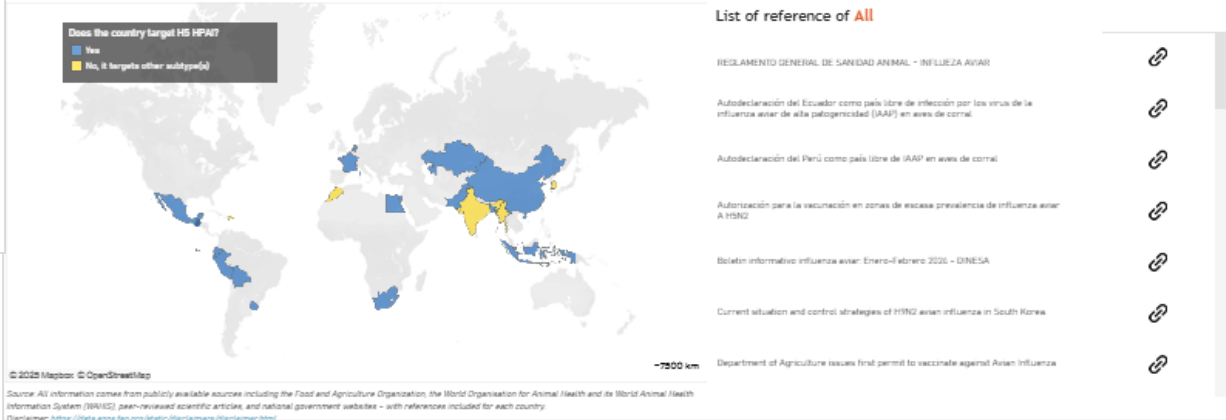 Does the country target H5 HPAI?
Yes
No, it targets other subtype(s)
~7500 km
© 2025 Mapbox © OpenStreetMap
Source: All information comes from publicly available sources including the Food and Agriculture Organization, the World Organisation for Animal Health and its World Animal Health
Information System (WAHIS), peer-reviewed scientific articles, and national government websites – with references included for each country.
Disclaimer:
List of reference of All
REGLAMENTO GENERAL DE SANIDAD ANIMAL - INFLUEZA AVIAR
Autodeclaración del Ecuador como país libre de infección por los virus de la
influenza aviar de alta patogenicidad (IAAP) en aves de corral
Autodeclaración del Perú como país libre de IAAP en aves de corral
Autorización para la vacunación en zonas de escasa prevalencia de influenza aviar
A H5N2
Boletín informativo influenza aviar: Enero-Febrero - DINESA
Current situation and control strategies of H9N2 avian influenza in South Korea
Department of Agriculture issues first permit to vaccinate against Avian Influenza